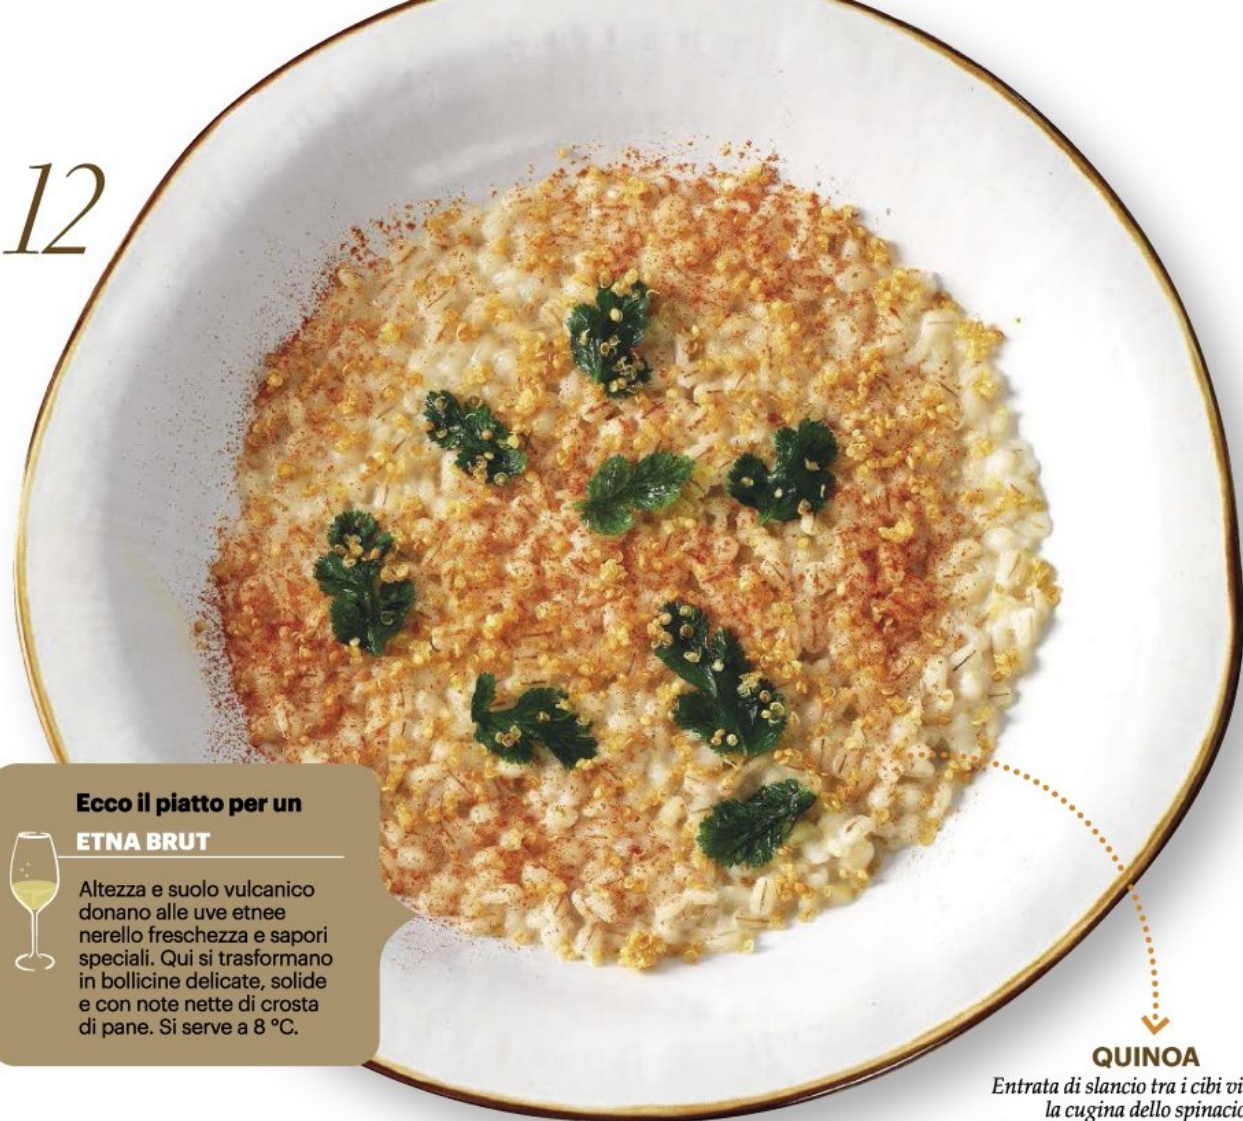 12
Ecco il piatto per un
ETNA BRUT
Altezza e suolo vulcanico
donano alle uve etnee
nerello freschezza e sapori
speciali. Qui si trasformano
in bollicine delicate, solide
e con note nette di crosta
di pane. Si serve a 8 °C.
QUINOA
Entrata di slancio tra i cibi
la cugina dello